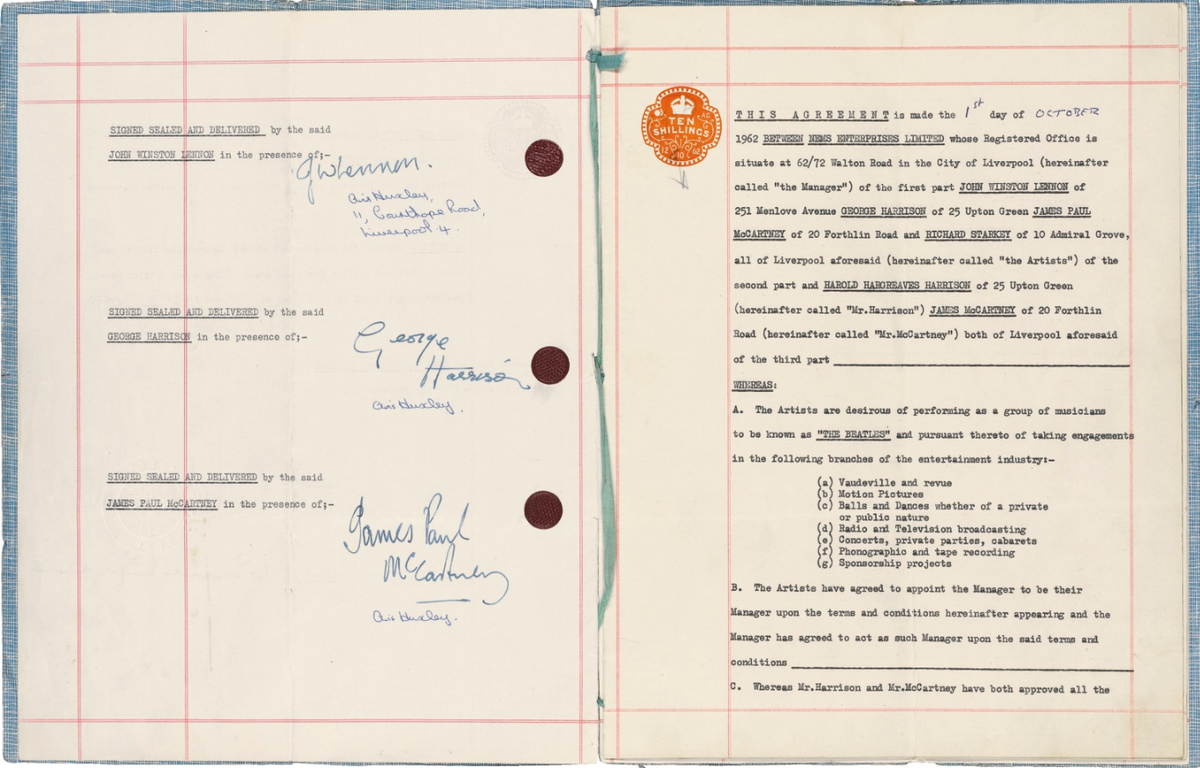 SIGNED SEALED AND DELIVERED by the said
JOHN WINSTON LENNON in the presence of;-
JWLennon.
Huxley,
Road,
Liverpool 4.
SIGNED SEALED AND DELIVERED by the said
GEORGE HARRISON in the presence of;-
George
Harrison
Huxley.
SIGNED SEALED AND DELIVERED by the said
JAMES PAUL McCARTNEY in the presence of;-
James Paul
McCartney
Huxley.
TEN
SHILLINGS
THIS AGREEMENT is made the 1st day of OCTOBER
1962 BETWEEN NEMS ENTERPRISES LIMITED whose Registered Office is
situate at 62/72 Walton Road in the City of Liverpool (hereinafter
called "the Manager") of the first part JOHN WINSTON LENNON of
251 Menlove Avenue GEORGE HARRISON of 25 Upton Green JAMES PAUL
McCARTNEY of 20 Forthlin Road and RICHARD STARKEY of 10 Admiral Grove,
all of Liverpool aforesaid (hereinafter called "the Artists") of the
second part and HAROLD HARGREAVES HARRISON of 25 Upton Green
(hereinafter called "Mr.Harrison") JAMES McCARTNEY of 20 Forthlin
Road (hereinafter called "Mr.McCartney") both of Liverpool aforesaid
of the third part
WHEREAS:
A. The Artists are desirous of performing as a group of musicians
to be known as "THE BEATLES" and pursuant thereto of taking engagements
in the following branches of the entertainment industry:-
(a) Vaudeville and revue
(b) Motion Pictures
(c) Balls and Dances whether of a private
or public nature
(d) Radio and Television broadcasting
(e) Concerts, private parties, cabarets
(f) Phonographic and tape recording
(g) Sponsorship projects
B. The Artists have agreed to appoint the Manager to be their
Manager upon the terms and conditions hereinafter appearing and the
Manager has agreed to act as such Manager upon the said terms and
conditions
C. Whereas Mr.Harrison and Mr.McCartney have both approved all the